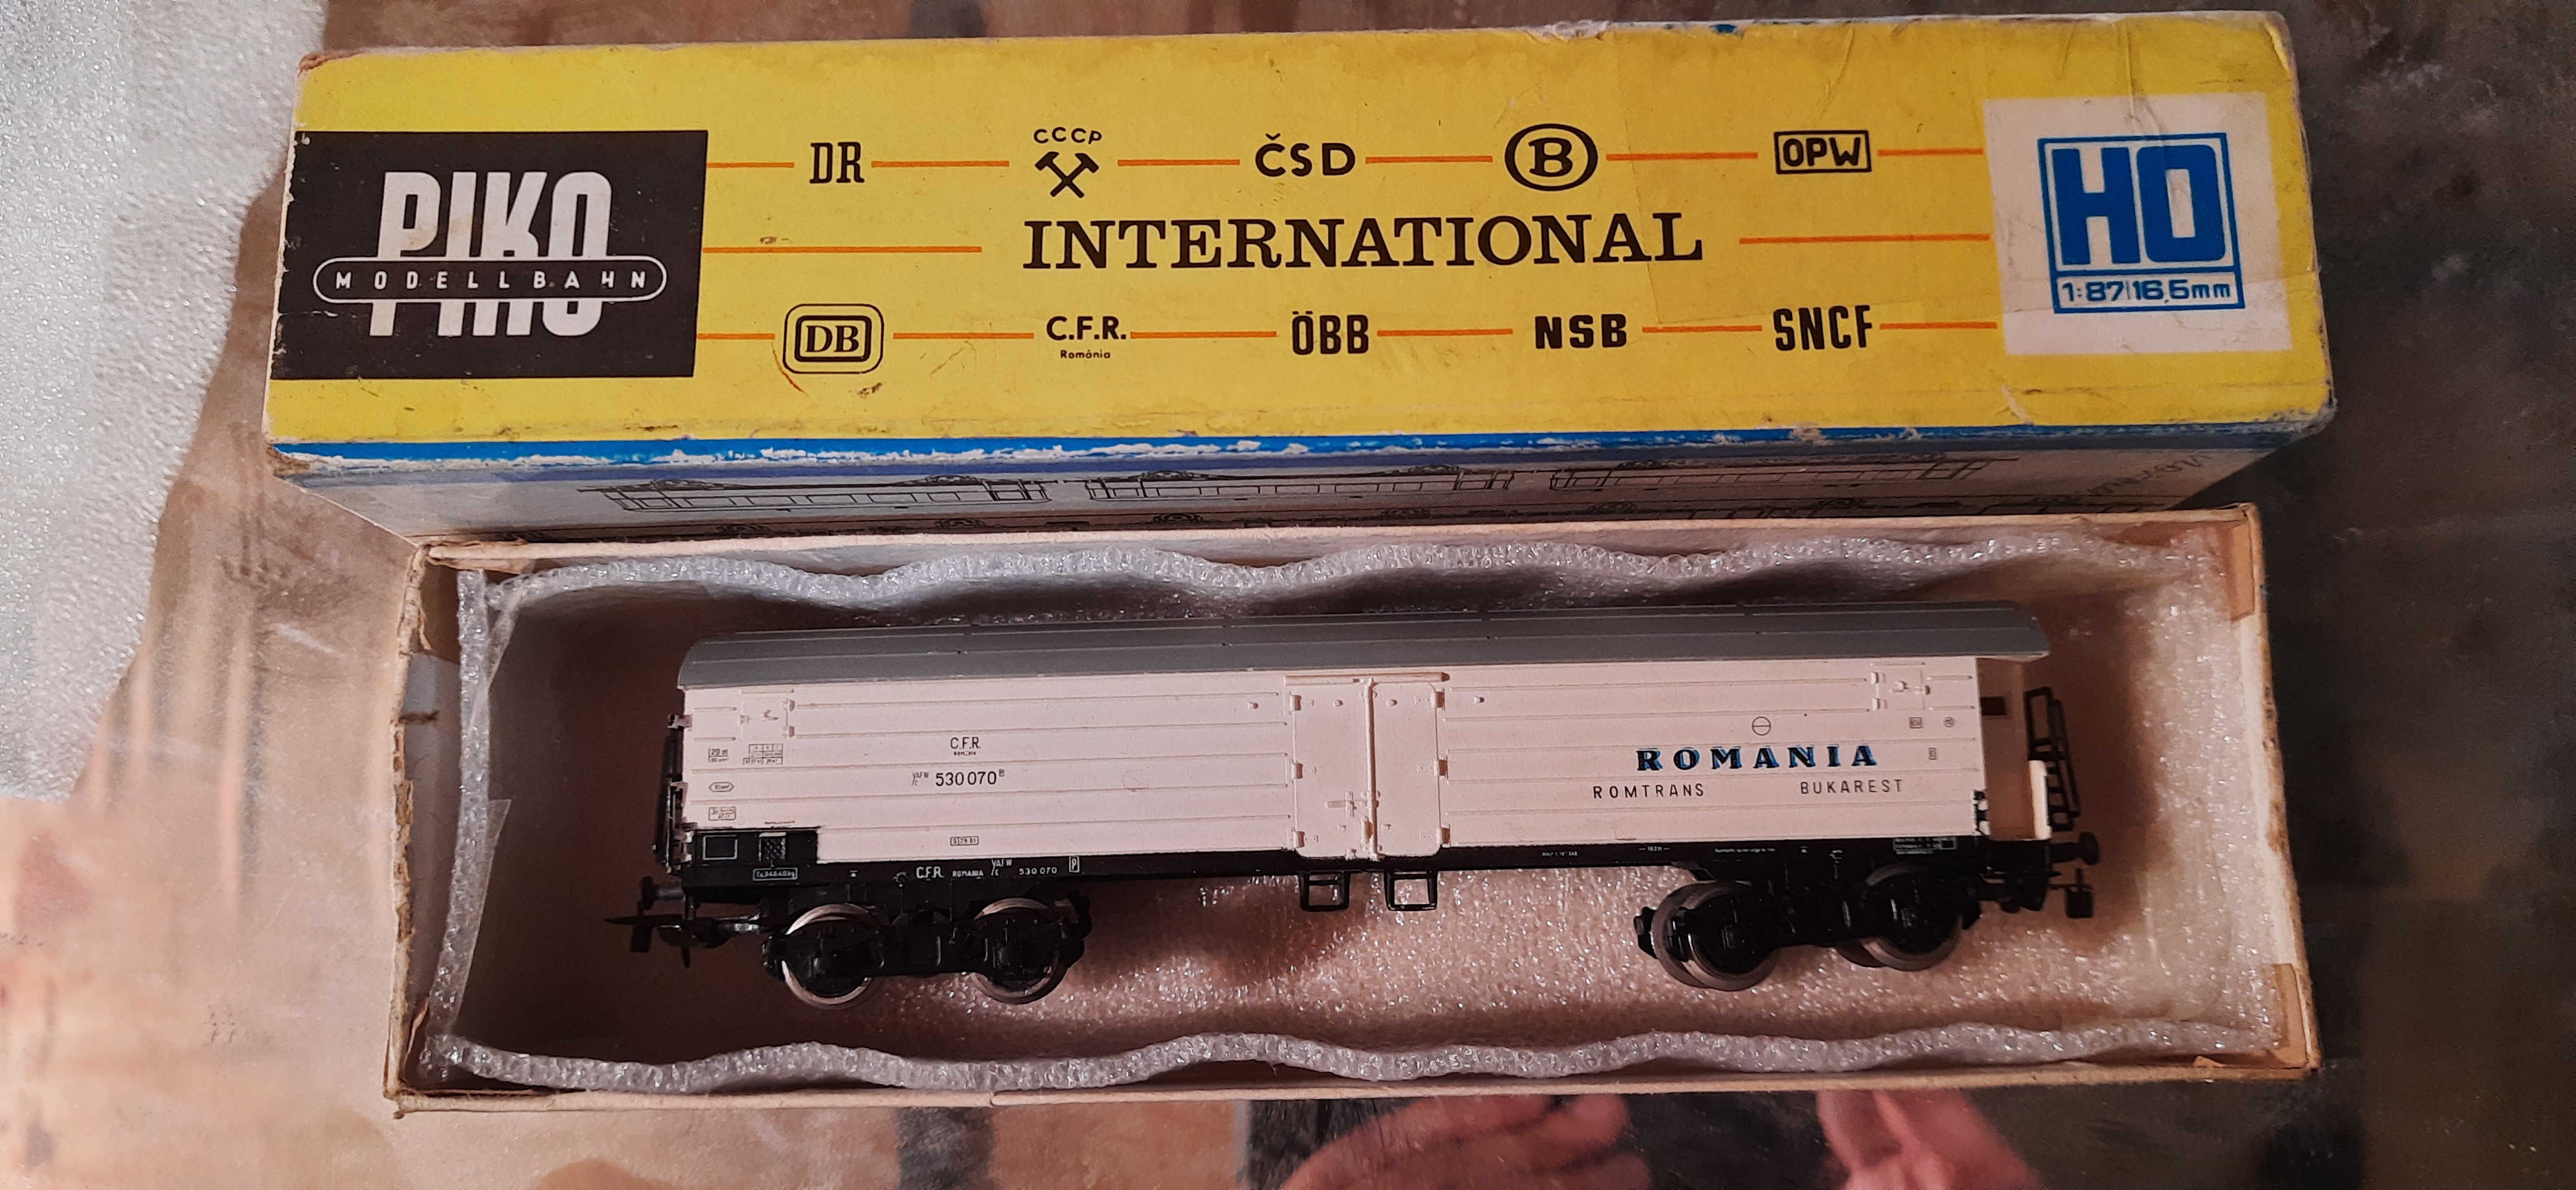 PIKO
MODELLBAHN
DR
CCCP
ČSD
B
OPW
INTERNATIONAL
DB
C.F.R.
România
ÖBB
NSB
SNCF
HO
1:87 16,5mm
C.F.R.
530 070
ROMANIA
ROMTRANS BUKAREST
C.F.R. ROMANIA 530 070 P